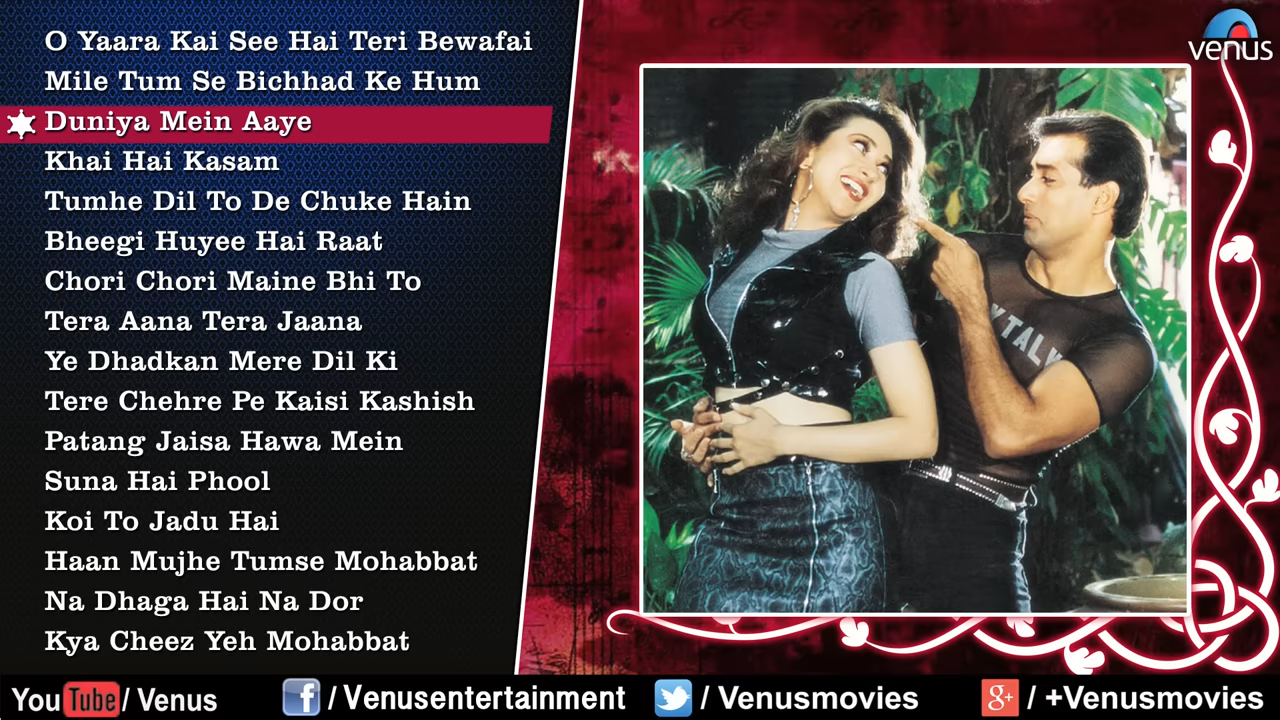 O Yaara Kai See Hai Teri Bewafai
Mile Tum Se Bichhad Ke Hum
Duniya Mein Aaye
Khai Hai Kasam
Tumhe Dil To De Chuke Hain
Bheegi Huyee Hai Raat
Chori Chori Maine Bhi To
Tera Aana Tera Jaana
Ye Dhadkan Mere Dil Ki
Tere Chehre Pe Kaisi Kashish
Patang Jaisa Hawa Mein
Suna Hai Phool
Koi To Jadu Hai
Haan Mujhe Tumse Mohabbat
Na Dhaga Hai Na Dor
Kya Cheez Yeh Mohabbat
venus
YTALK
YouTube / Venus
f / Venusentertainment
/ Venusmovies
g+ / +Venusmovies